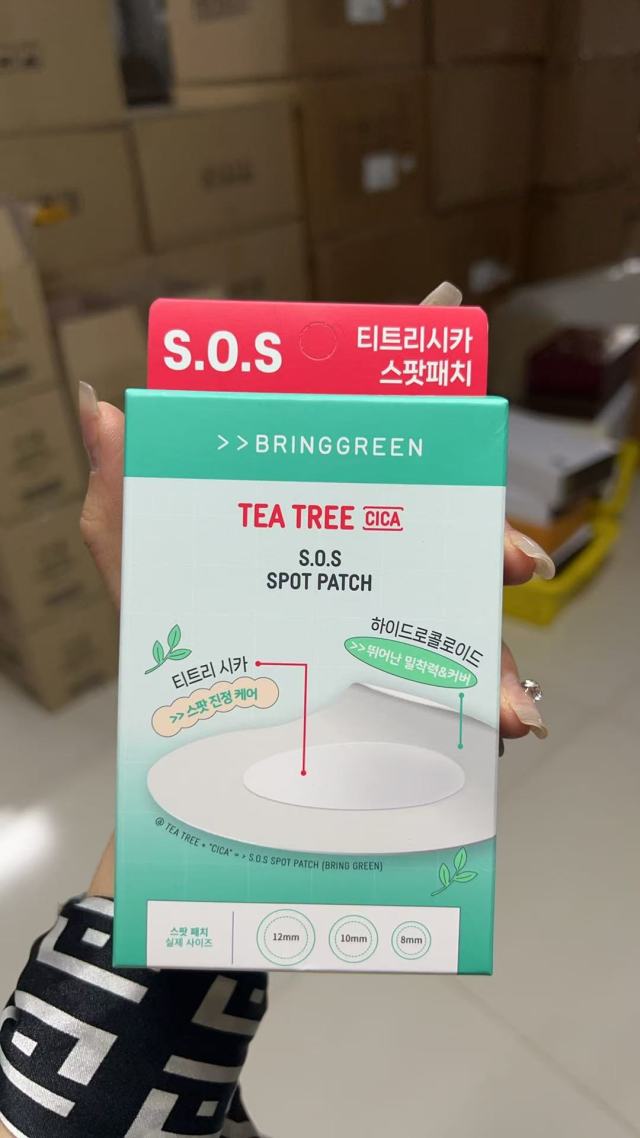 S.O.S
티트리시카
스팟패치
>>BRINGGREEN
TEA TREE CICA
S.O.S
SPOT PATCH
하이드로콜로이드
>> 뛰어난 밀착력&커버
티트리 시카
>> 스팟 진정 케어
@ TEA TREE + "CICA" = > S.O.S SPOT PATCH (BRING GREEN)
스팟 패치
실제 사이즈
12mm
10mm
8mm